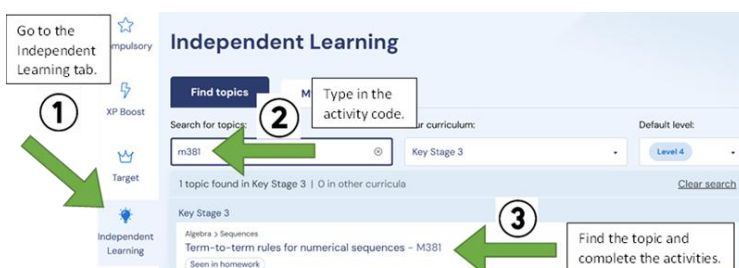 Go to the
Independent
Learning tab.
1
mpulsory
XP Boost
Target
Independent
Learning
Independent Learning
Find topics
M
Type in the
activity code.
2
Search for topics:
ur curriculum:
Default level:
m381
Key Stage 3
Level 4
1 topic found in Key Stage 3 | 0 in other curricula
Clear search
Key Stage 3
3
Algebra > Sequences
Term-to-term rules for numerical sequences - M381
Seen in homework
Find the topic and
complete the activities.